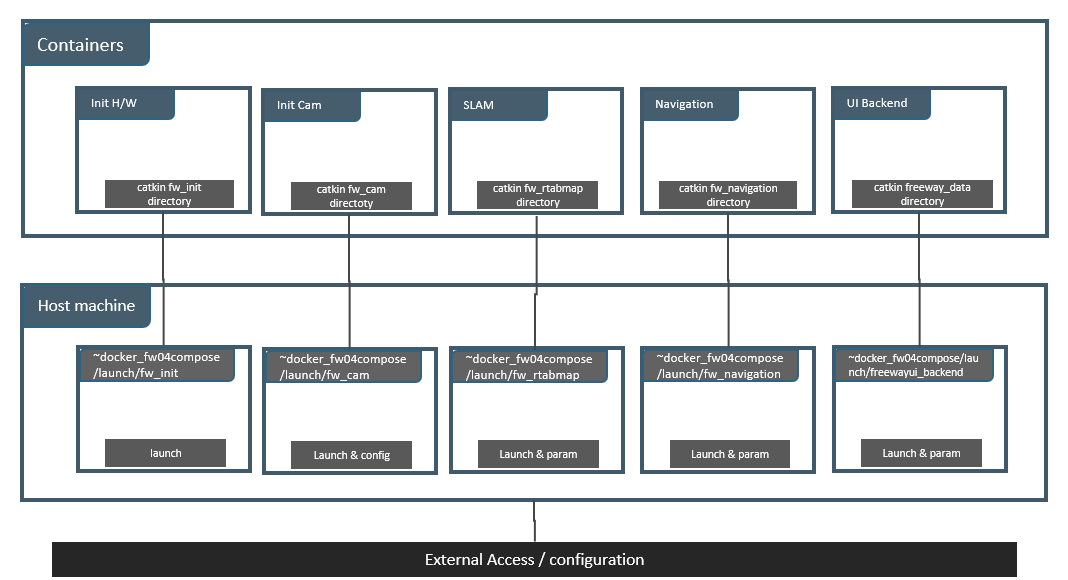 Containers
Init H/W
Init Cam
SLAM
Navigation
UI Backend
catkin fw_init
directory
catkin fw_cam
directoty
catkin fw_rtabmap
directory
catkin fw_navigation
directory
catkin freeway_data
directory
Host machine
~docker_fw04compose
/launch/fw_init
~docker_fw04compose
/launch/fw_cam
~docker_fw04compose
/launch/fw_rtabmap
~docker_fw04compose
/launch/fw_navigation
~docker_fw04compose/lau
nch/freewayui_backend
launch
Launch & config
Launch & param
Launch & param
Launch & param
External Access / configuration